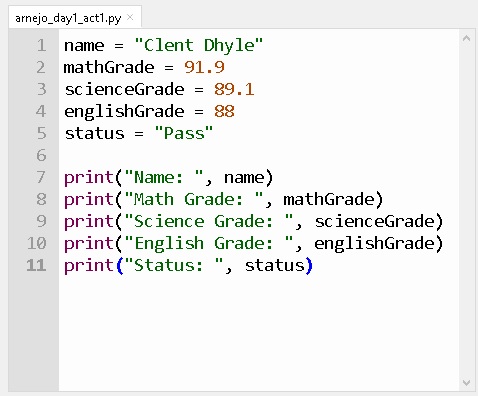 arnejo_day1_act1.py ×
1 name = "Clent Dhyle"
2 mathGrade = 91.9
3 scienceGrade = 89.1
4 englishGrade = 88
5 status = "Pass"
6
7 print("Name: ", name)
8 print("Math Grade: ", mathGrade)
9 print("Science Grade: ", scienceGrade)
10 print("English Grade: ", englishGrade)
11 print("Status: ", status)